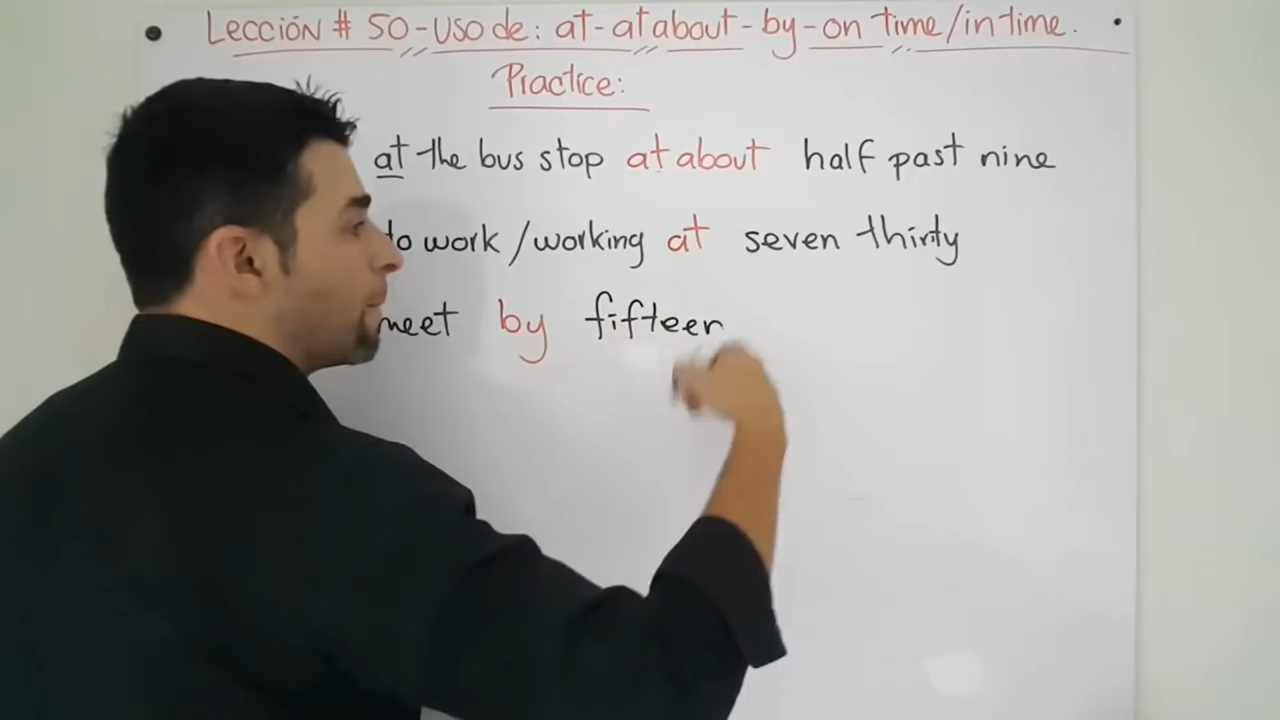 Lección # 50-Uso de: at-at about-by-on time/in time.
Practice:
at the bus stop at about half past nine
to work/working at seven thirty
meet by fifteen